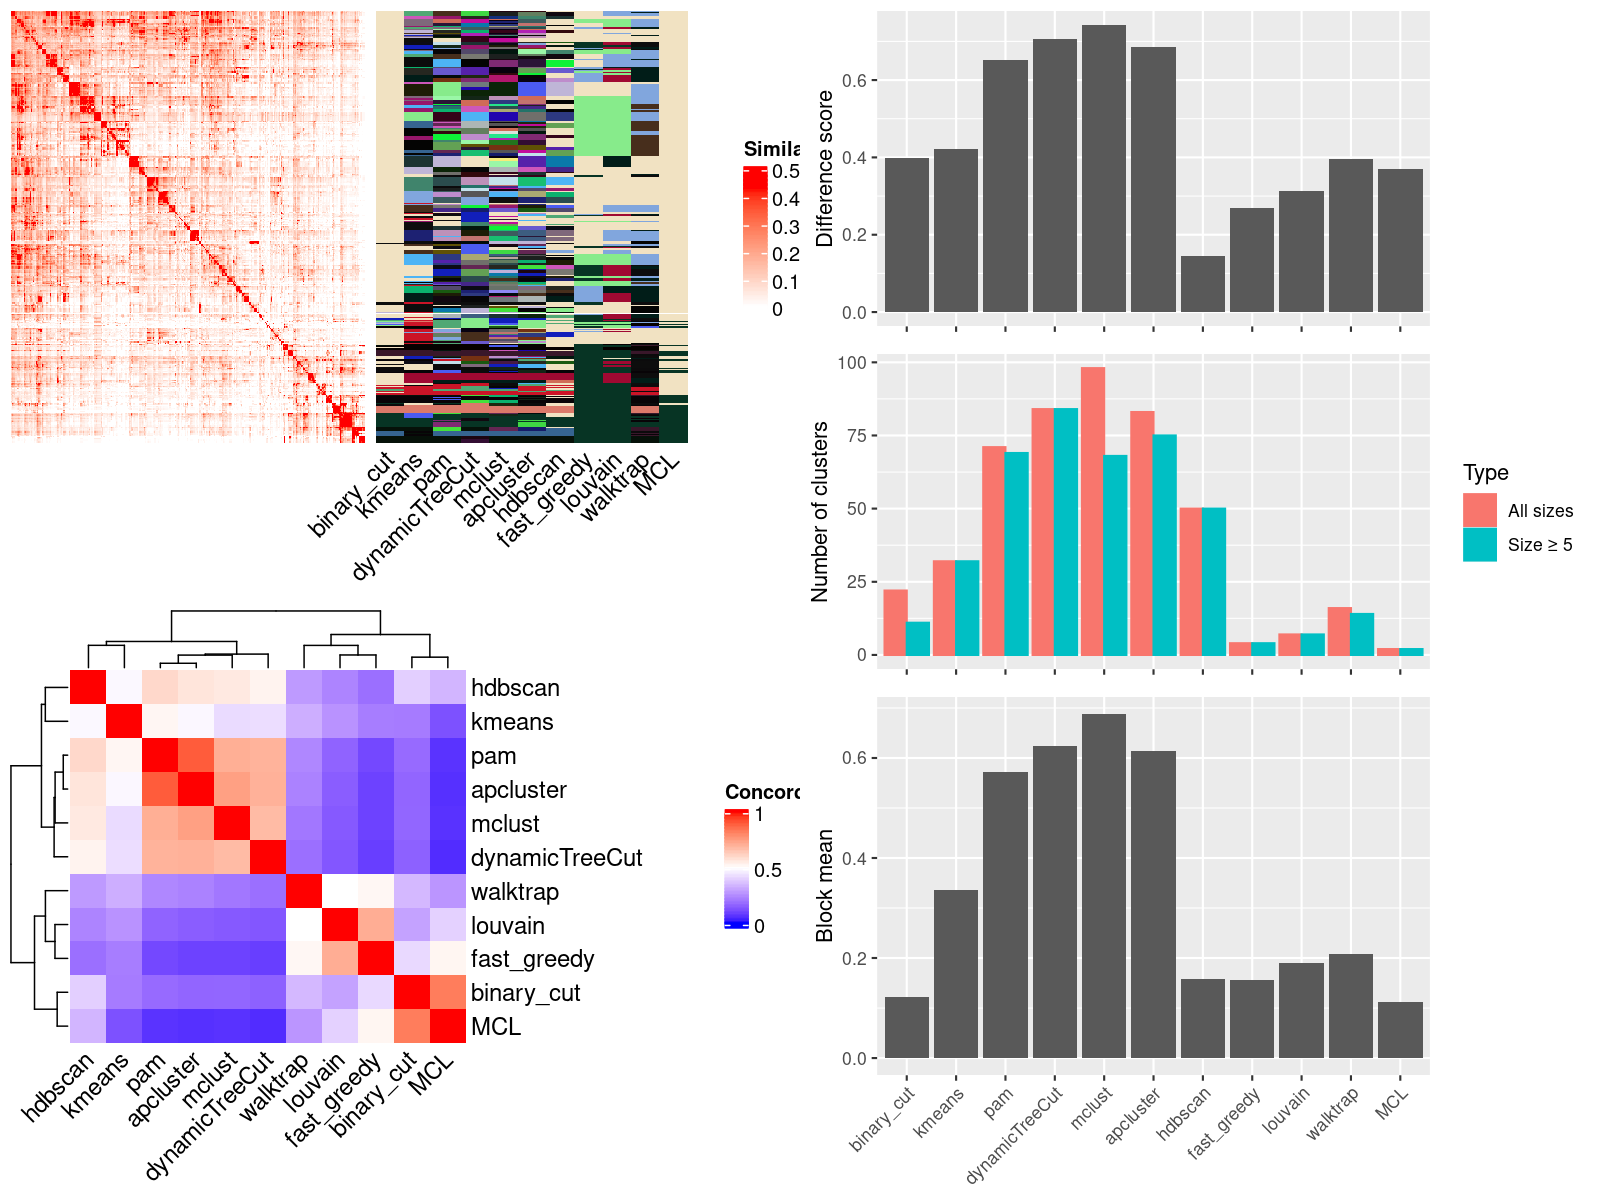 Simila
0.5
0.4
0.3
0.2
0.1
0
binary_cut
kmeans
pam
dynamicTreeCut
mclust
apcluster
hdbscan
fast_greedy
louvain
walktrap
MCL
hdbscan
kmeans
pam
apcluster
mclust
dynamicTreeCut
walktrap
louvain
fast_greedy
binary_cut
MCL
hdbscan
kmeans
pam
apcluster
mclust
dynamicTreeCut
walktrap
louvain
fast_greedy
binary_cut
MCL
Concord
1
0.5
0
Difference score
0.6
0.4
0.2
0.0
Number of clusters
100
75
50
25
0
Type
All sizes
Size ≥ 5
Block mean
0.6
0.4
0.2
0.0
binary_cut
kmeans
pam
dynamicTreeCut
mclust
apcluster
hdbscan
fast_greedy
louvain
walktrap
MCL